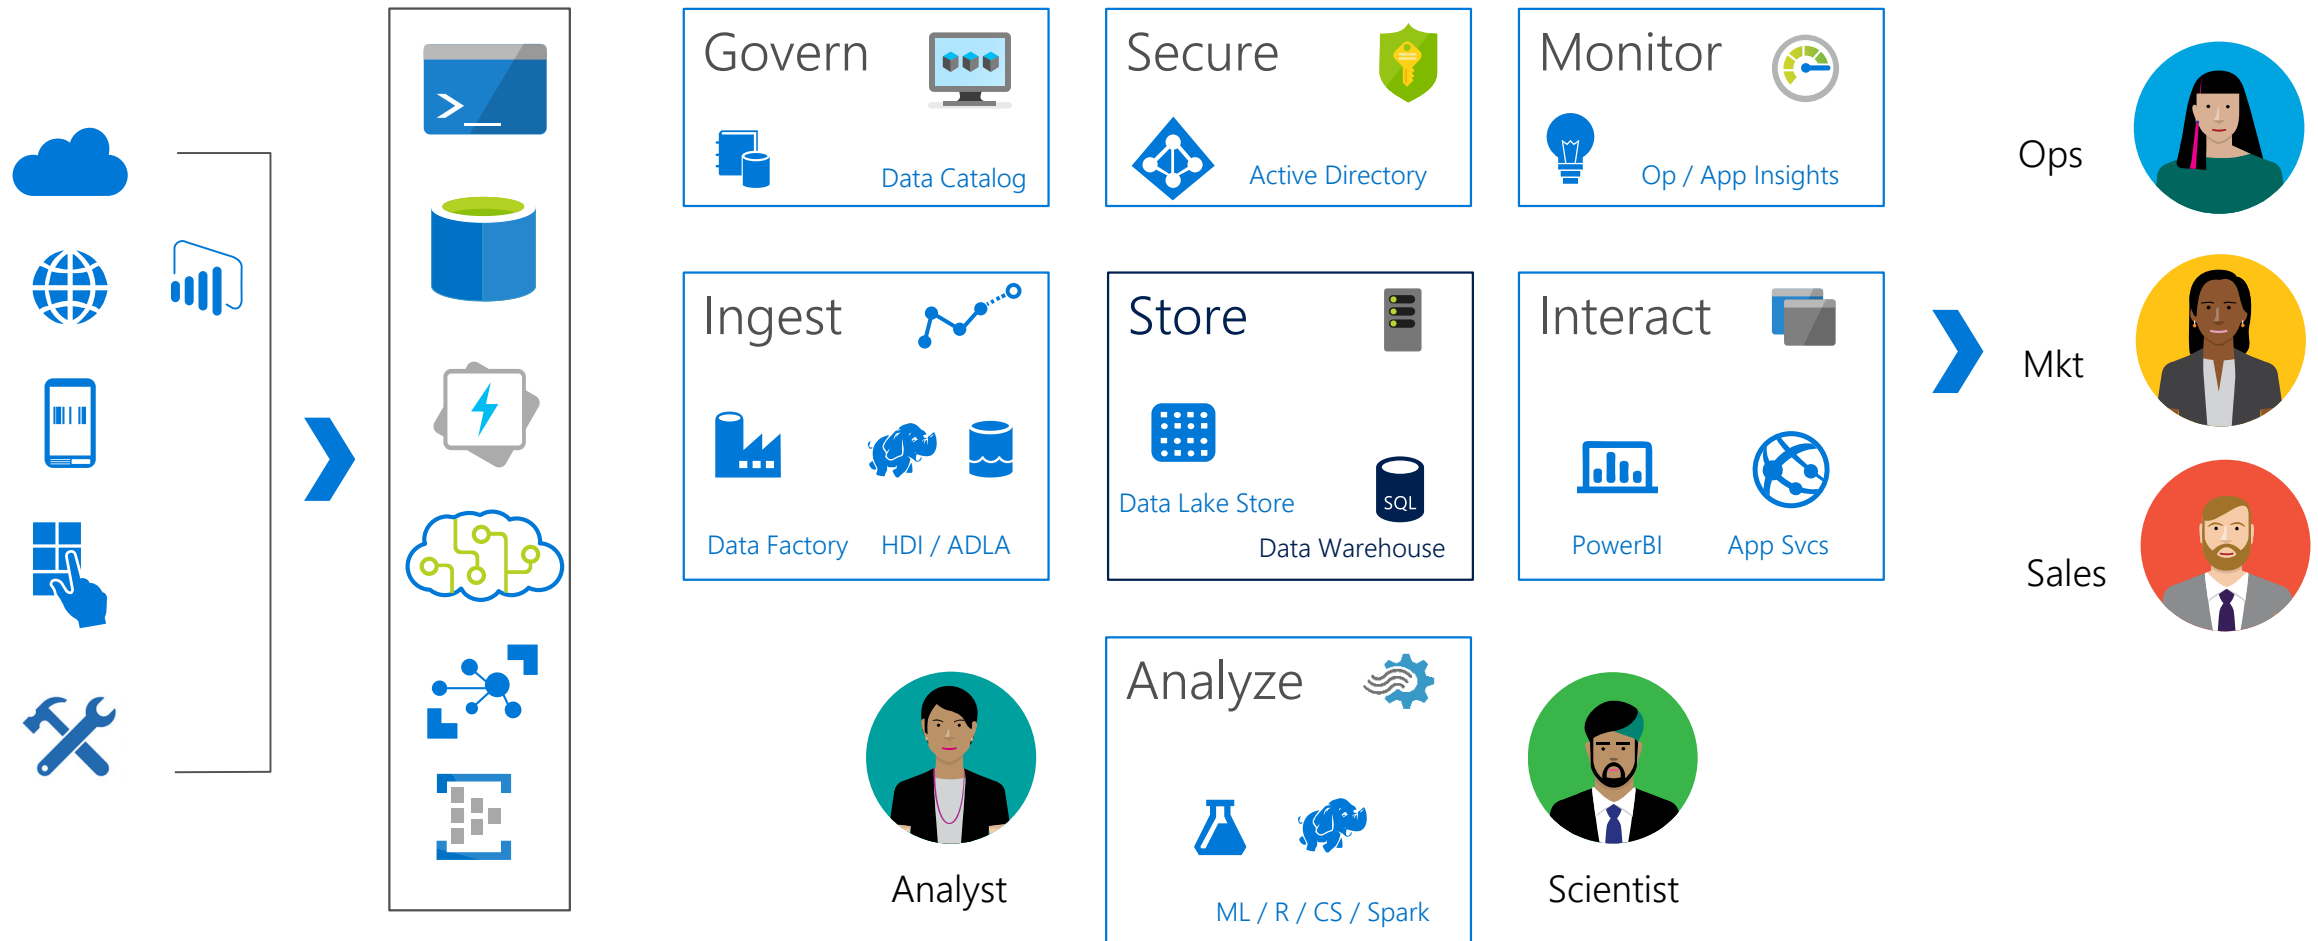 Govern
Data Catalog
Secure
Active Directory
Monitor
Op / App Insights
Ops
Ingest
Data Factory
HDI / ADLA
Store
Data Lake Store
SQL
Data Warehouse
Interact
PowerBI
App Svcs
Mkt
Sales
Analyze
ML / R / CS / Spark
Analyst
Scientist